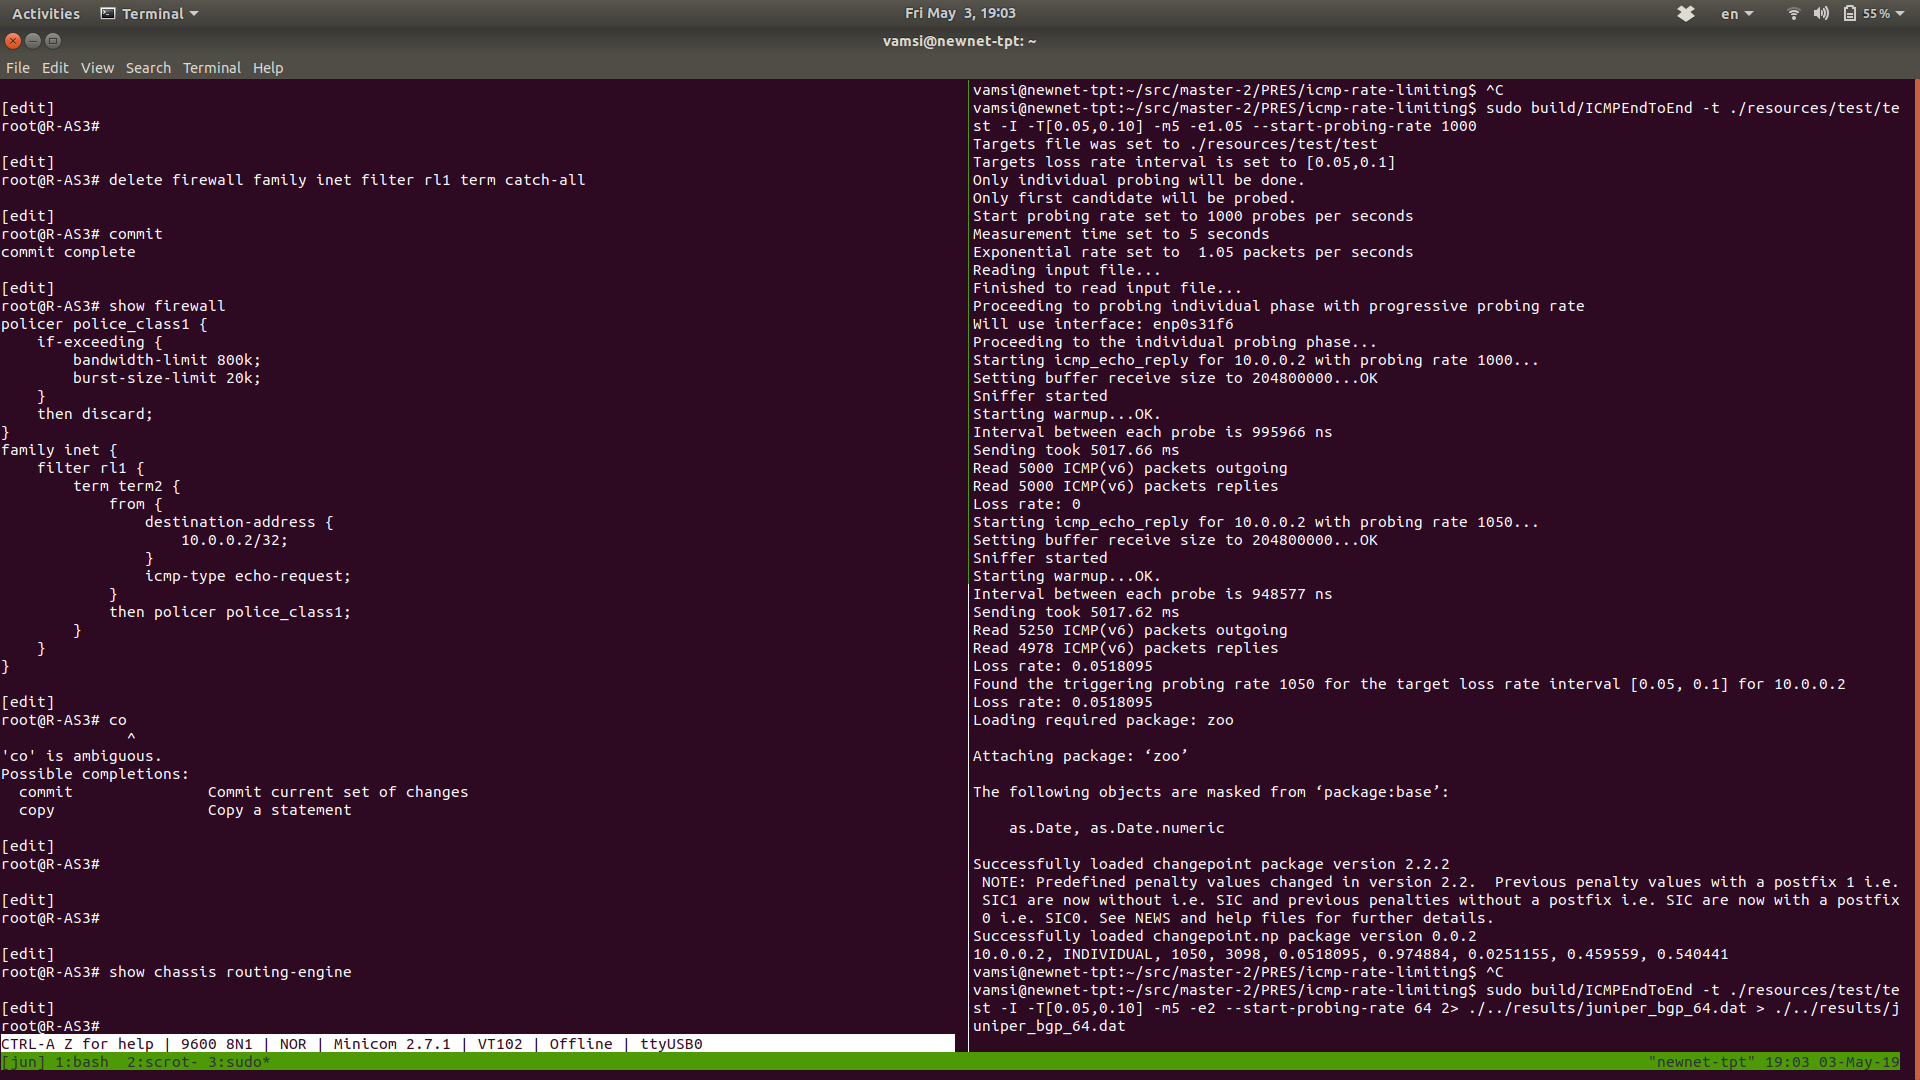 Activities Terminal Fri May 3, 19:03 en 55%
vamsi@newnet-tpt: ~
File Edit View Search Terminal Help
[edit]
root@R-AS3#
[edit]
root@R-AS3# delete firewall family inet filter rl1 term catch-all
[edit]
root@R-AS3# commit
commit complete
[edit]
root@R-AS3# show firewall
policer police_class1 {
    if-exceeding {
        bandwidth-limit 800k;
        burst-size-limit 20k;
    }
    then discard;
}
family inet {
    filter rl1 {
        term term2 {
            from {
                destination-address {
                    10.0.0.2/32;
                }
                icmp-type echo-request;
            }
            then policer police_class1;
        }
    }
}
[edit]
root@R-AS3# co
              ^
'co' is ambiguous.
Possible completions:
  commit               Commit current set of changes
  copy                 Copy a statement
[edit]
root@R-AS3#
[edit]
root@R-AS3#
[edit]
root@R-AS3# show chassis routing-engine
[edit]
root@R-AS3#
CTRL-A Z for help | 9600 8N1 | NOR | Minicom 2.7.1 | VT102 | Offline | ttyUSB0
vamsi@newnet-tpt:~/src/master-2/PRES/icmp-rate-limiting$ ^C
vamsi@newnet-tpt:~/src/master-2/PRES/icmp-rate-limiting$ sudo build/ICMPEndToEnd -t ./resources/test/te
st -I -T[0.05,0.10] -m5 -e1.05 --start-probing-rate 1000
Targets file was set to ./resources/test/test
Targets loss rate interval is set to [0.05,0.1]
Only individual probing will be done.
Only first candidate will be probed.
Start probing rate set to 1000 probes per seconds
Measurement time set to 5 seconds
Exponential rate set to  1.05 packets per seconds
Reading input file...
Finished to read input file...
Proceeding to probing individual phase with progressive probing rate
Will use interface: enp0s31f6
Proceeding to the individual probing phase...
Starting icmp_echo_reply for 10.0.0.2 with probing rate 1000...
Setting buffer receive size to 204800000...OK
Sniffer started
Starting warmup...OK.
Interval between each probe is 995966 ns
Sending took 5017.66 ms
Read 5000 ICMP(v6) packets outgoing
Read 5000 ICMP(v6) packets replies
Loss rate: 0
Starting icmp_echo_reply for 10.0.0.2 with probing rate 1050...
Setting buffer receive size to 204800000...OK
Sniffer started
Starting warmup...OK.
Interval between each probe is 948577 ns
Sending took 5017.62 ms
Read 5250 ICMP(v6) packets outgoing
Read 4978 ICMP(v6) packets replies
Loss rate: 0.0518095
Found the triggering probing rate 1050 for the target loss rate interval [0.05, 0.1] for 10.0.0.2
Loss rate: 0.0518095
Loading required package: zoo
Attaching package: ‘zoo’
The following objects are masked from ‘package:base’:
    as.Date, as.Date.numeric
Successfully loaded changepoint package version 2.2.2
 NOTE: Predefined penalty values changed in version 2.2.  Previous penalty values with a postfix 1 i.e.
 SIC1 are now without i.e. SIC and previous penalties without a postfix i.e. SIC are now with a postfix
 0 i.e. SIC0. See NEWS and help files for further details.
Successfully loaded changepoint.np package version 0.0.2
10.0.0.2, INDIVIDUAL, 1050, 3098, 0.0518095, 0.974884, 0.0251155, 0.459559, 0.540441
vamsi@newnet-tpt:~/src/master-2/PRES/icmp-rate-limiting$ ^C
vamsi@newnet-tpt:~/src/master-2/PRES/icmp-rate-limiting$ sudo build/ICMPEndToEnd -t ./resources/test/te
st -I -T[0.05,0.10] -m5 -e2 --start-probing-rate 64 2> ./../results/juniper_bgp_64.dat > ./../results/j
uniper_bgp_64.dat
[jun] 1:bash  2:scrot- 3:sudo* "newnet-tpt" 19:03 03-May-19